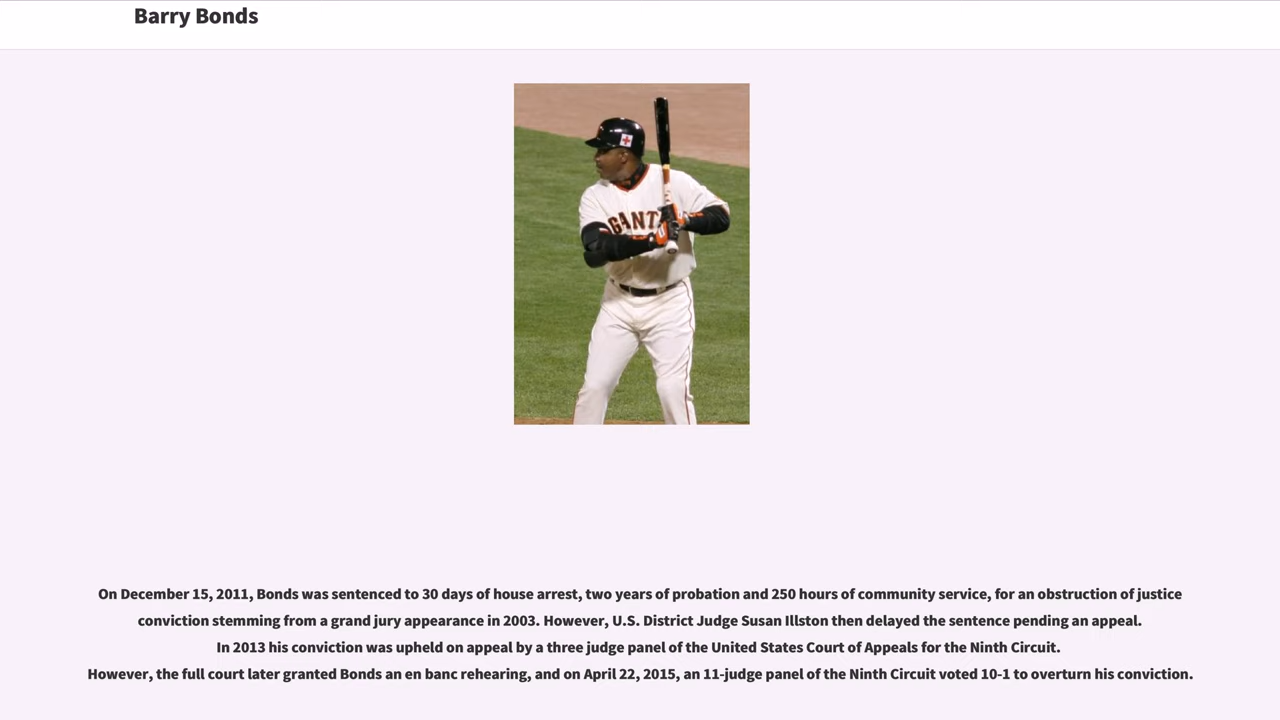 Barry Bonds
GIANTS
On December 15, 2011, Bonds was sentenced to 30 days of house arrest, two years of probation and 250 hours of community service, for an obstruction of justice
conviction stemming from a grand jury appearance in 2003. However, U.S. District Judge Susan Illston then delayed the sentence pending an appeal.
In 2013 his conviction was upheld on appeal by a three judge panel of the United States Court of Appeals for the Ninth Circuit.
However, the full court later granted Bonds an en banc rehearing, and on April 22, 2015, an 11-judge panel of the Ninth Circuit voted 10-1 to overturn his conviction.